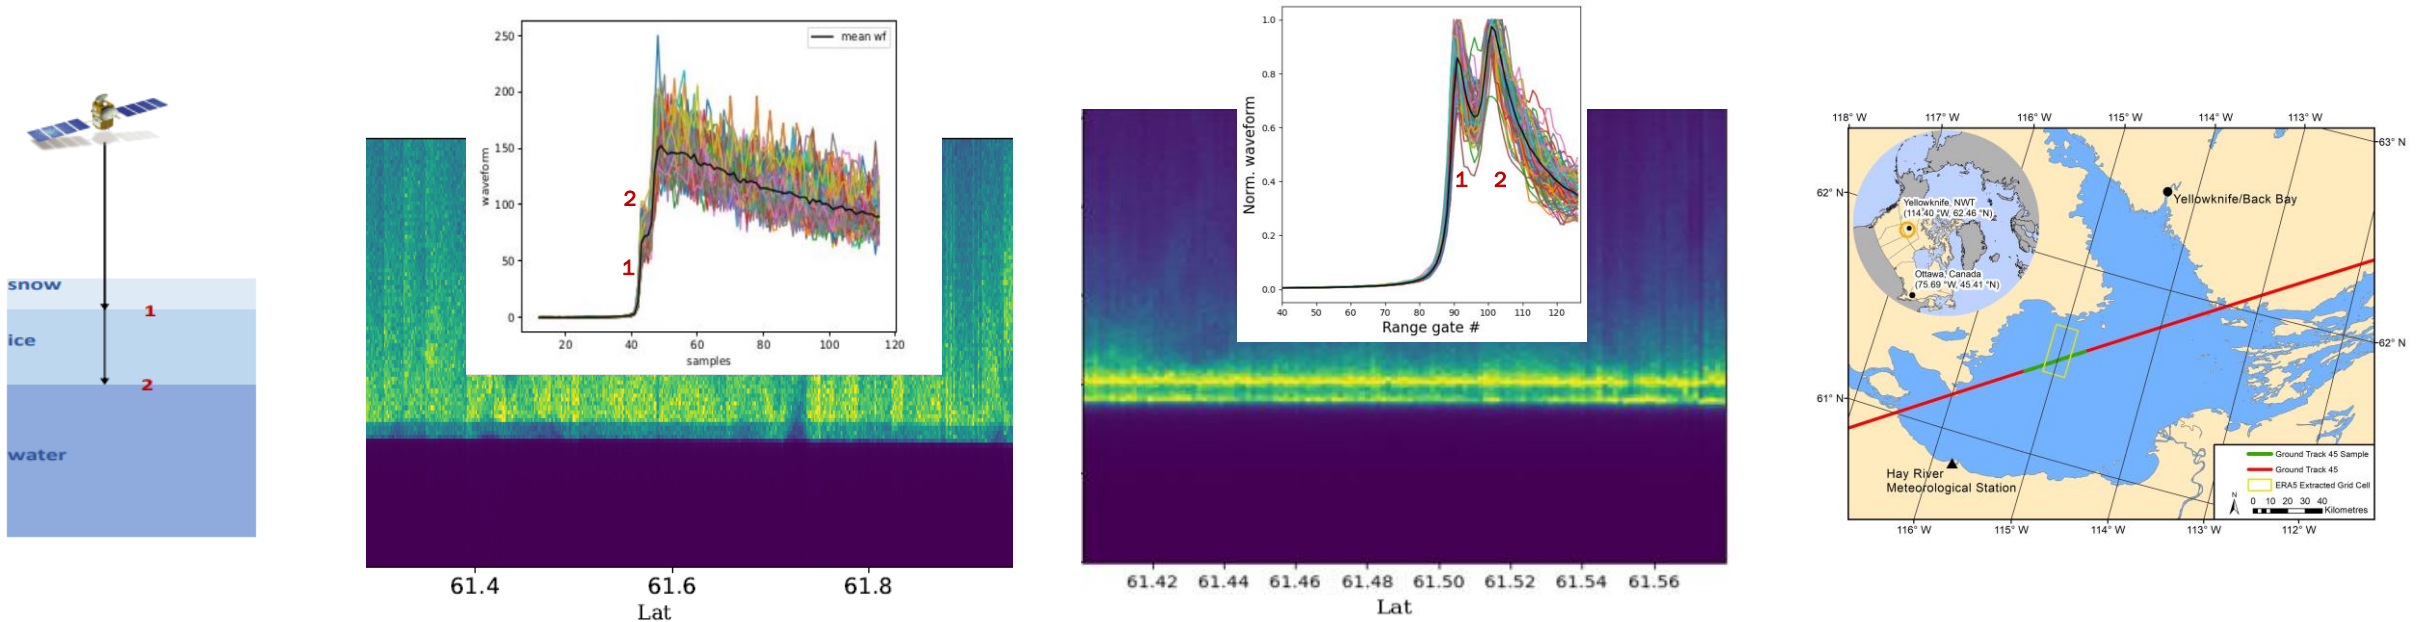 snow
1
ice
2
water
250
200
150
100
50
0
waveform
mean wf
2
1
20 40 60 80 100 120
samples
61.4 61.6 61.8
Lat
1.0
0.8
0.6
0.4
0.2
0.0
Norm. waveform
1 2
40 50 60 70 80 90 100 110 120
Range gate #
61.42 61.44 61.46 61.48 61.50 61.52 61.54 61.56
Lat
118° W 117° W 116° W 115° W 114° W 113° W
63° N
62° N
Yellowknife/Back Bay
Yellowknife, NWT
(114.40 °W, 62.46 °N)
Ottawa, Canada
(75.69 °W, 45.41 °N)
62° N
61° N
Hay River
Meteorological Station
Ground Track 45 Sample
Ground Track 45
ERA5 Extracted Grid Cell
N
0 10 20 30 40
Kilometres
116° W 115° W 114° W 113° W 112° W